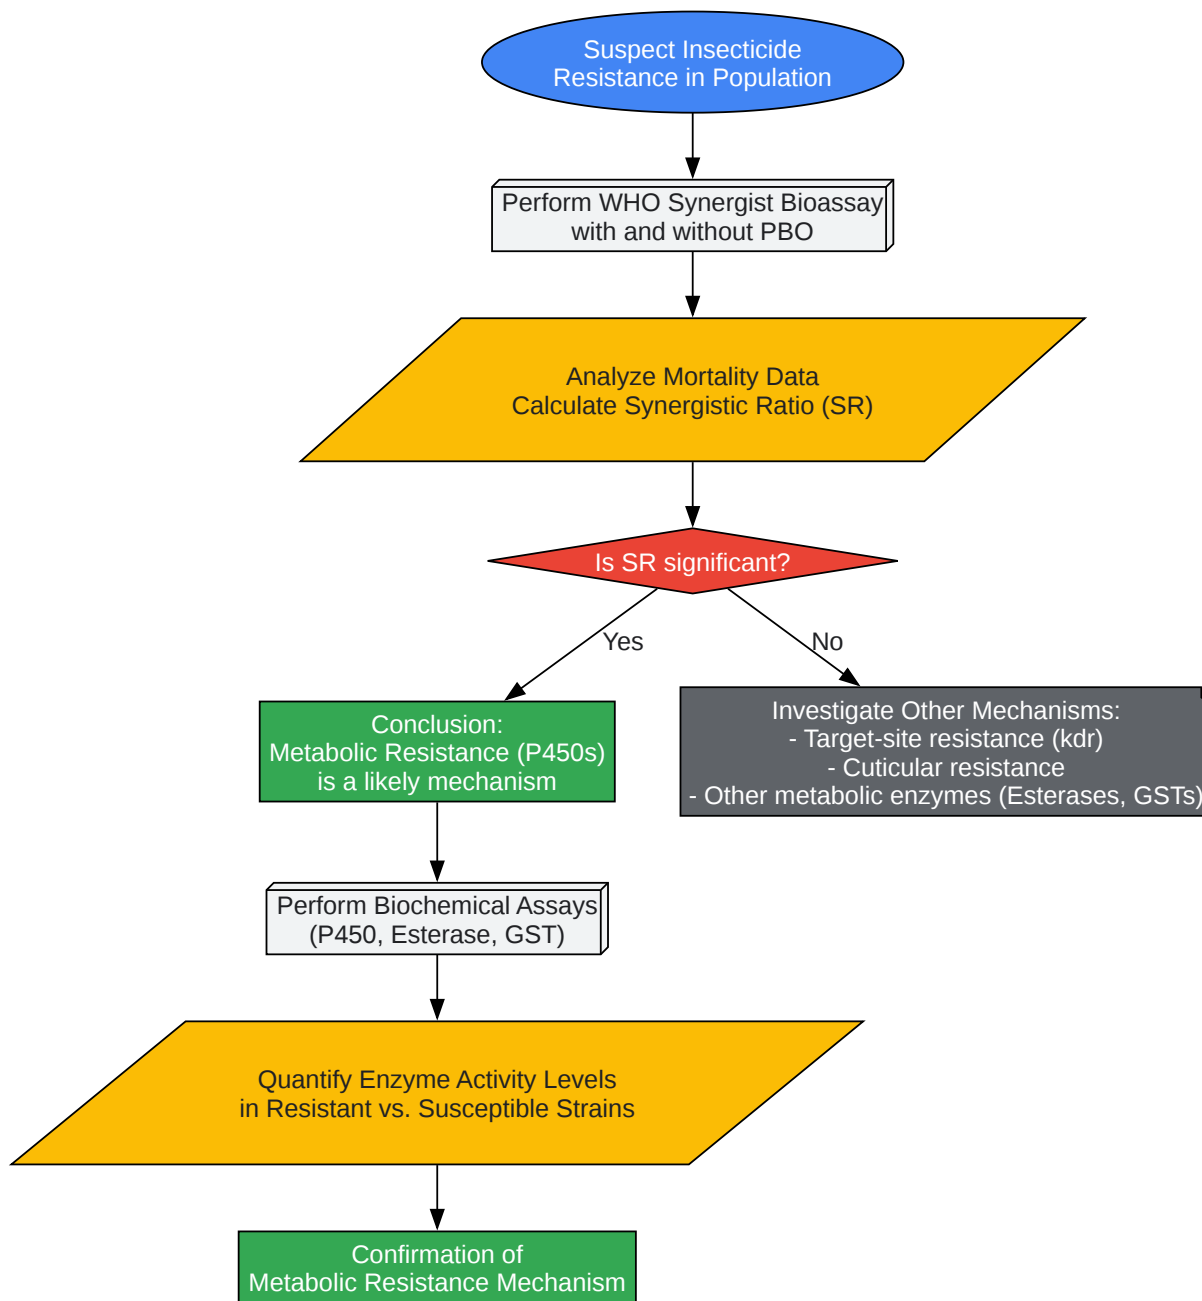 Suspect Insecticide
Resistance in Population
Perform WHO Synergist Bioassay
with and without PBO
Analyze Mortality Data
Calculate Synergistic Ratio (SR)
Is SR significant?
Yes
No
Conclusion:
Metabolic Resistance (P450s)
is a likely mechanism
Investigate Other Mechanisms:
- Target-site resistance (kdr)
- Cuticular resistance
- Other metabolic enzymes (Esterases, GSTs)
Perform Biochemical Assays
(P450, Esterase, GST)
Quantify Enzyme Activity Levels
in Resistant vs. Susceptible Strains
Confirmation of
Metabolic Resistance Mechanism